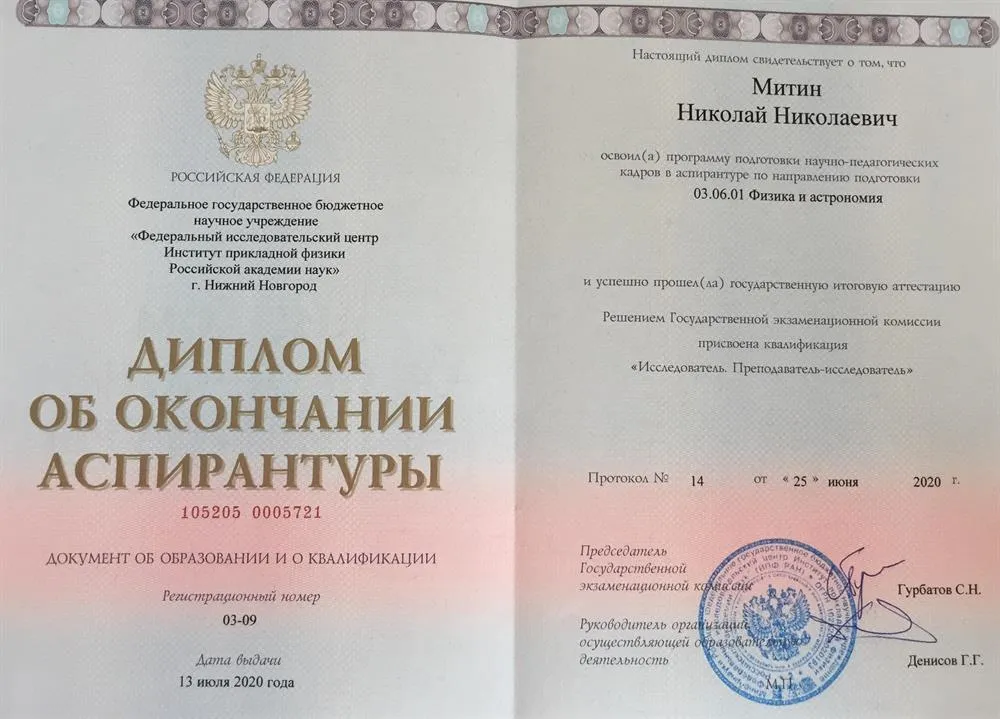 РОССИЙСКАЯ ФЕДЕРАЦИЯ
Федеральное государственное бюджетное
научное учреждение
«Федеральный исследовательский центр
Институт прикладной физики
Российской академии наук»
г. Нижний Новгород
ДИПЛОМ
ОБ ОКОНЧАНИИ
АСПИРАНТУРЫ
105205 0005721
ДОКУМЕНТ ОБ ОБРАЗОВАНИИ И О КВАЛИФИКАЦИИ
Регистрационный номер
03-09
Дата выдачи
13 июля 2020 года
Настоящий диплом свидетельствует о том, что
Митин
Николай Николаевич
освоил(а) программу подготовки научно-педагогических
кадров в аспирантуре по направлению подготовки
03.06.01 Физика и астрономия
и успешно прошел(ла) государственную итоговую аттестацию
Решением Государственной экзаменационной комиссии
присвоена квалификация
«Исследователь. Преподаватель-исследователь»
Протокол № 14 от «25» июня 2020 г.
Председатель
Государственной
экзаменационной комиссии
Гурбатов С.Н.
Руководитель организации,
осуществляющей образовательную
деятельность
Денисов Г.Г.
М.П.